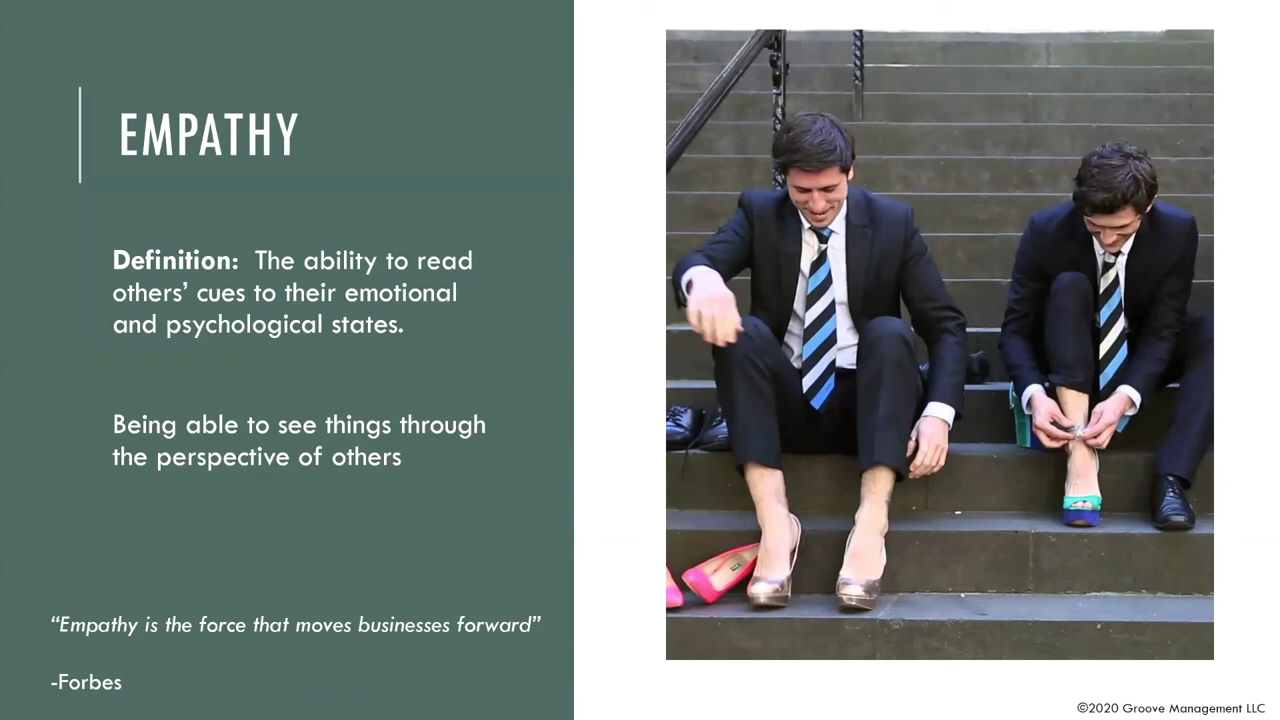 EMPATHY
Definition: The ability to read
others’ cues to their emotional
and psychological states.
Being able to see things through
the perspective of others
“Empathy is the force that moves businesses forward”
-Forbes
©2020 Groove Management LLC